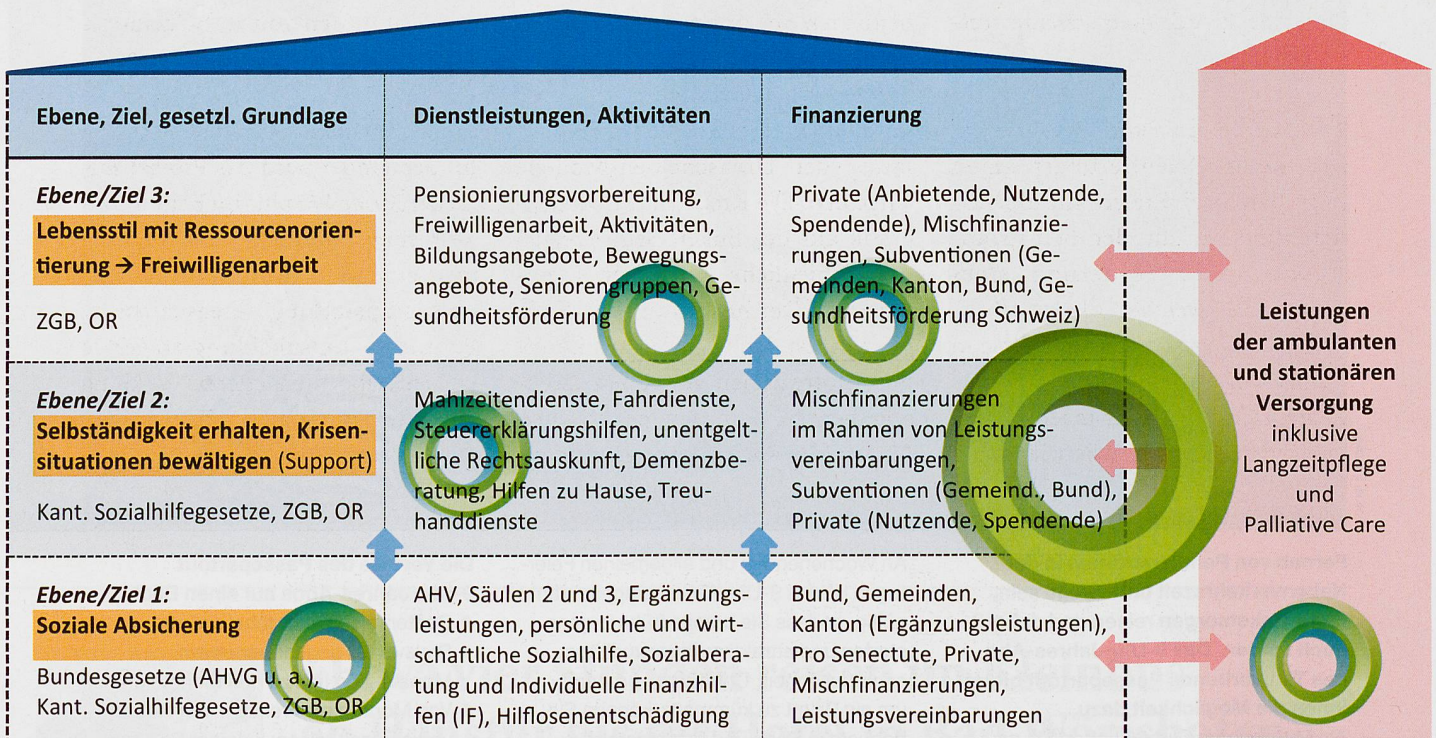 Ebene, Ziel, gesetzl. Grundlage
Dienstleistungen, Aktivitäten
Finanzierung
Ebene/Ziel 3:
Lebensstil mit Ressourcenorien-
tierung → Freiwilligenarbeit
ZGB, OR
Pensionierungsvorbereitung,
Freiwilligenarbeit, Aktivitäten,
Bildungsangebote, Bewegungs-
angebote, Seniorengruppen, Ge-
sundheitsförderung
Private (Anbietende, Nutzende,
Spendende), Mischfinanzie-
rungen, Subventionen (Ge-
meinden, Kanton, Bund, Ge-
sundheitsförderung Schweiz)
Ebene/Ziel 2:
Selbständigkeit erhalten, Krisen-
situationen bewältigen (Support)
Kant. Sozialhilfegesetze, ZGB, OR
Mahlzeitendienste, Fahrdienste,
Steuererklärungshilfen, unentgelt-
liche Rechtsauskunft, Demenzbe-
ratung, Hilfen zu Hause, Treu-
handdienste
Mischfinanzierungen
im Rahmen von Leistungs-
vereinbarungen,
Subventionen (Gemeind., Bund),
Private (Nutzende, Spendende)
Ebene/Ziel 1:
Soziale Absicherung
Bundesgesetze (AHVG u. a.),
Kant. Sozialhilfegesetze, ZGB, OR
AHV, Säulen 2 und 3, Ergänzungs-
leistungen, persönliche und wirt-
schaftliche Sozialhilfe, Sozialbera-
tung und Individuelle Finanzhil-
fen (IF), Hilflosenentschädigung
Bund, Gemeinden,
Kanton (Ergänzungsleistungen),
Pro Senectute, Private,
Mischfinanzierungen,
Leistungsvereinbarungen
Leistungen
der ambulanten
und stationären
Versorgung
inklusive
Langzeitpflege
und
Palliative Care